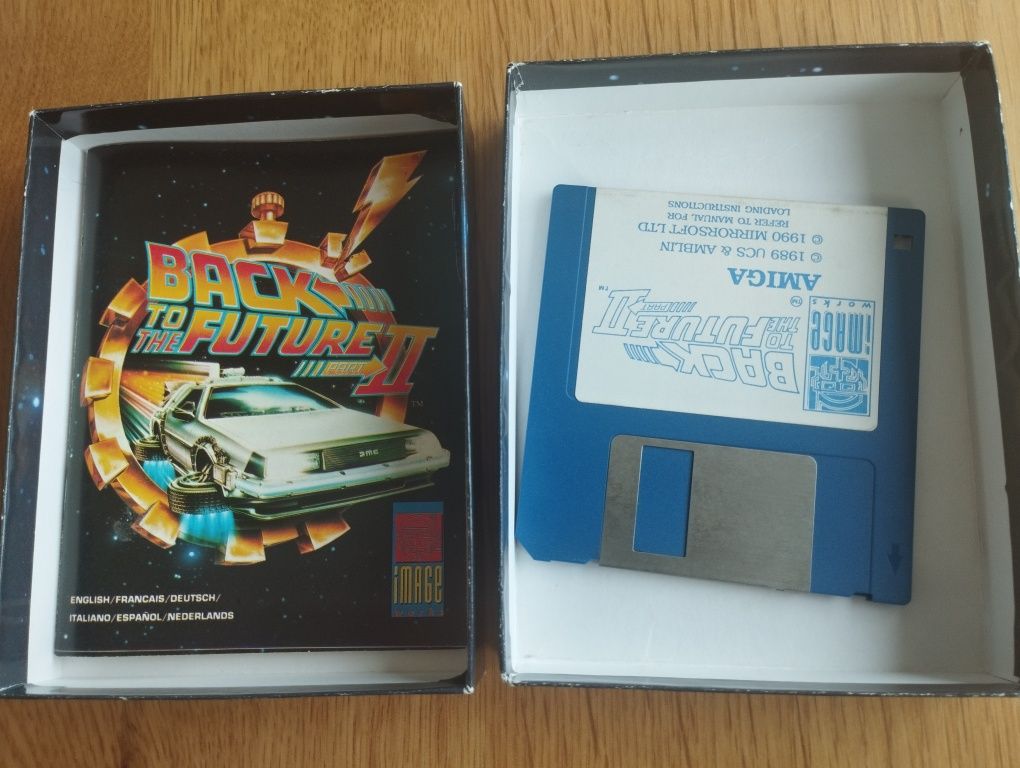 BACK
TO
THE FUTURE
PART II
™
DMC
iMAGE
WORKS
ENGLISH/FRANCAIS/DEUTSCH/
ITALIANO/ESPAÑOL/NEDERLANDS
iMAGE
works
BACK
TO
THE FUTURE
PART II
™
™
AMIGA
© 1989 UCS & AMBLIN
© 1990 MIRRORSOFT LTD
REFER TO MANUAL FOR
LOADING INSTRUCTIONS